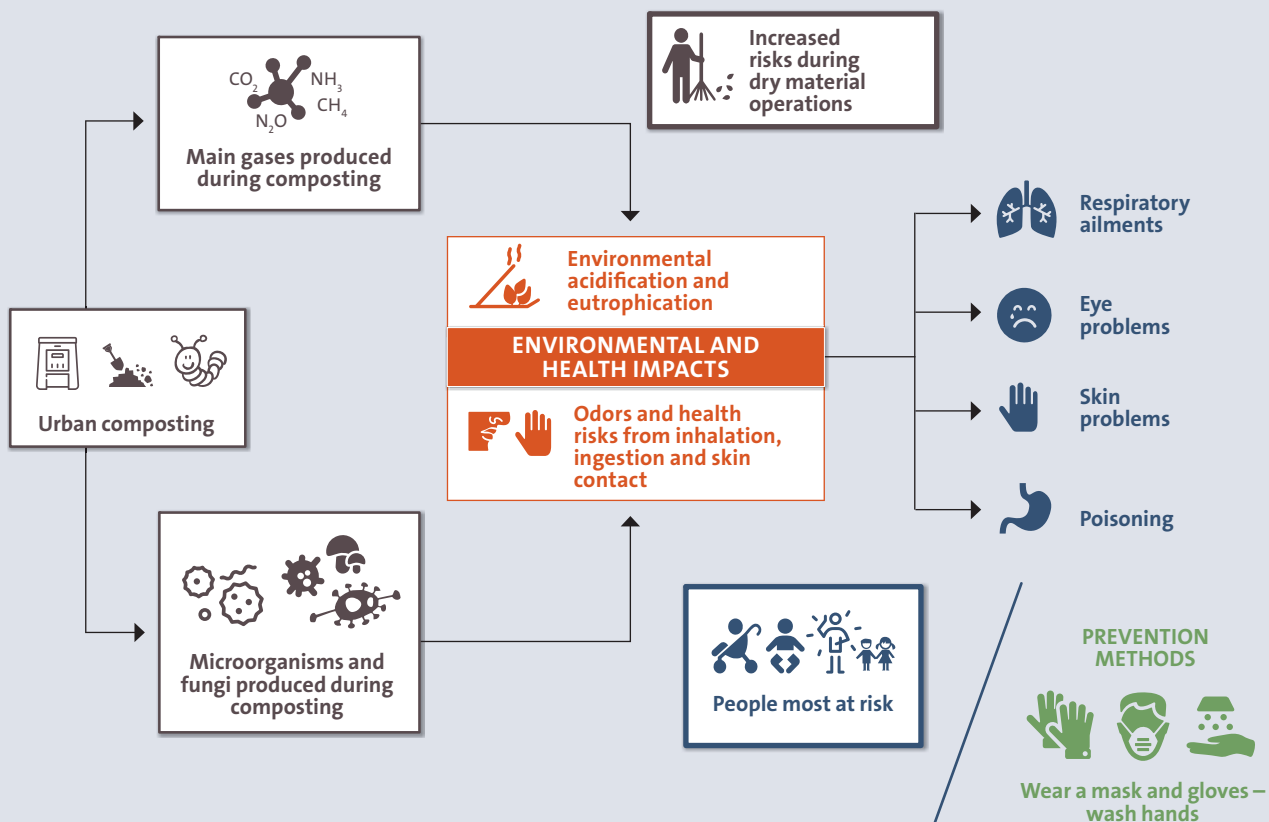 CO₂
NH₃
CH₄
N₂O
Main gases produced
during composting
Increased
risks during
dry material
operations
Urban composting
Environmental
acidification and
eutrophication
ENVIRONMENTAL AND
HEALTH IMPACTS
Odors and health
risks from inhalation,
ingestion and skin
contact
Respiratory
ailments
Eye
problems
Skin
problems
Poisoning
Microorganisms and
fungi produced during
composting
People most at risk
PREVENTION
METHODS
Wear a mask and gloves –
wash hands